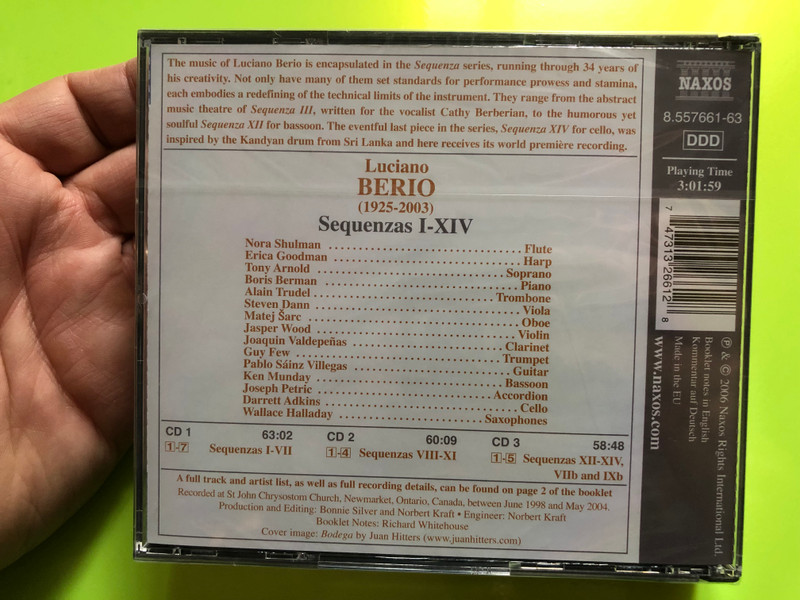 The music of Luciano Berio is encapsulated in the Sequenza series, running through 34 years of
his creativity. Not only have many of them set standards for performance prowess and stamina,
each embodies a redefining of the technical limits of the instrument. They range from the abstract
music theatre of Sequenza III, written for the vocalist Cathy Berberian, to the humorous yet
soulful Sequenza XII for bassoon. The eventful last piece in the series, Sequenza XIV for cello, was
inspired by the Kandyan drum from Sri Lanka and here receives its world première recording.
Luciano
BERIO
(1925-2003)
Sequenzas I-XIV
Nora Shulman ... Flute
Erica Goodman ... Harp
Tony Arnold ... Soprano
Boris Berman ... Piano
Alain Trudel ... Trombone
Steven Dann ... Viola
Matej Šarc ... Oboe
Jasper Wood ... Violin
Joaquin Valdepeñas ... Clarinet
Guy Few ... Trumpet
Pablo Sáinz Villegas ... Guitar
Ken Munday ... Bassoon
Joseph Petric ... Accordion
Darrett Adkins ... Cello
Wallace Halladay ... Saxophones
CD 1 63:02
1-7 Sequenzas I-VII
CD 2 60:09
1-4 Sequenzas VIII-XI
CD 3 58:48
1-5 Sequenzas XII-XIV,
VIIb and IXb
A full track and artist list, as well as full recording details, can be found on page 2 of the booklet
Recorded at St John Chrysostom Church, Newmarket, Ontario, Canada, between June 1998 and May 2004.
Production and Editing: Bonnie Silver and Norbert Kraft • Engineer: Norbert Kraft
Booklet Notes: Richard Whitehouse
Cover image: Bodega by Juan Hitters (www.juanhitters.com)
NAXOS
8.557661-63
DDD
Playing Time
3:01:59
7 47313 26612 8
℗ & © 2006 Naxos Rights International Ltd.
Booklet notes in English
Kommentar auf Deutsch
Made in the EU
www.naxos.com